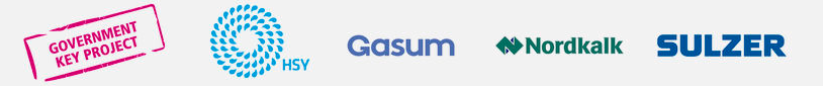 GOVERNMENT
KEY PROJECT
HSY
Gasum
Nordkalk
SULZER